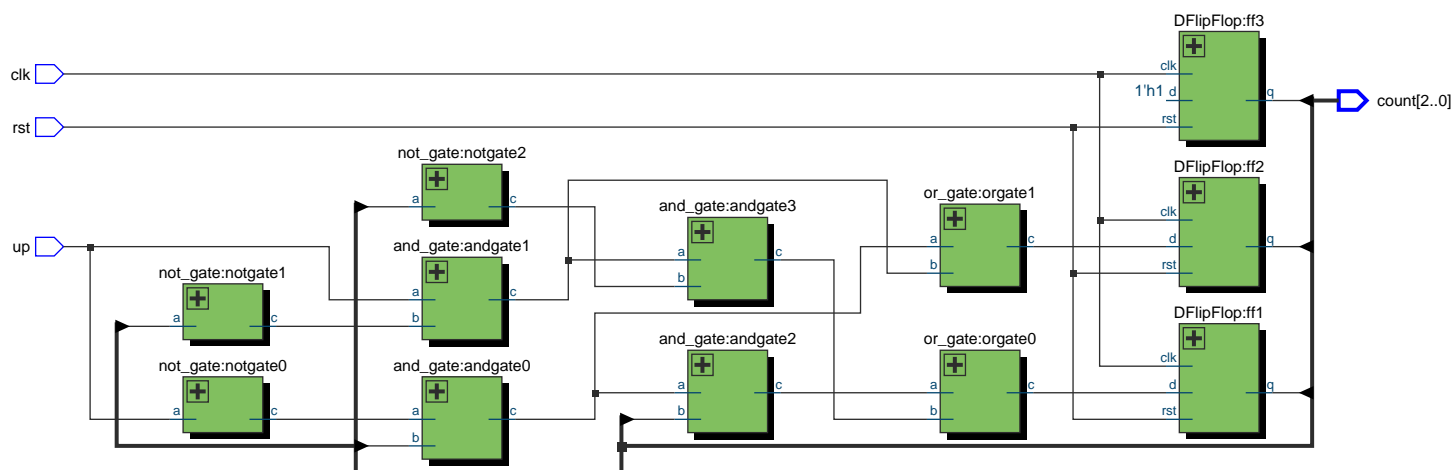 DFlipFlop:ff3
clk
clk
1'h1 d
q
count[2..0]
rst
rst
not_gate:notgate2
a
c
DFlipFlop:ff2
clk
d
q
rst
and_gate:andgate3
a
c
b
or_gate:orgate1
a
c
b
up
and_gate:andgate1
a
c
b
not_gate:notgate1
a
c
DFlipFlop:ff1
clk
d
q
rst
not_gate:notgate0
a
c
and_gate:andgate0
a
c
b
and_gate:andgate2
a
c
b
or_gate:orgate0
a
c
b